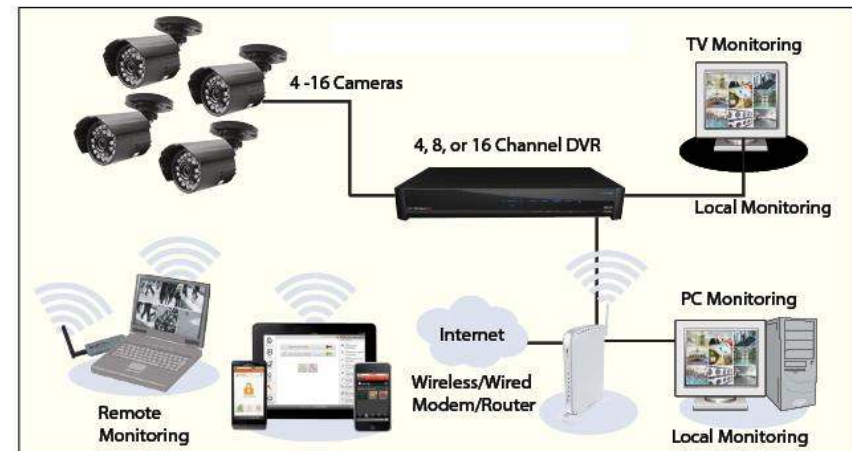 TV Monitoring
4 -16 Cameras
4, 8, or 16 Channel DVR
Local Monitoring
PC Monitoring
Internet
Wireless/Wired
Modem/Router
Remote
Monitoring
Local Monitoring